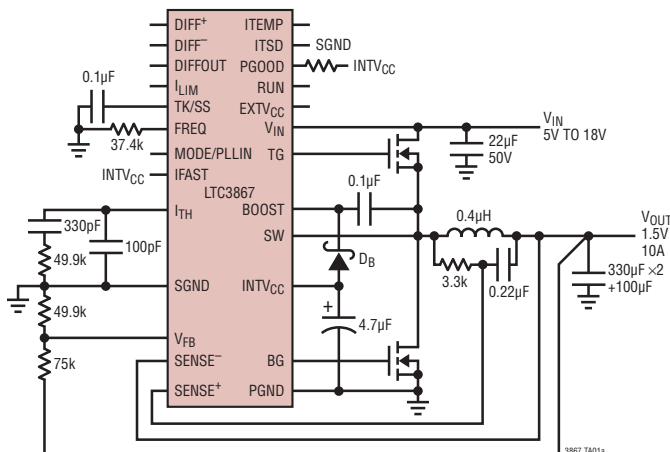 DIFF+
DIFF−
DIFFOUT
ILIM
TK/SS
FREQ
MODE/PLLIN
IFAST
ITH
SGND
VFB
SENSE−
SENSE+
LTC3867
ITEMP
ITSD
PGOOD
RUN
EXTVCC
VIN
TG
BOOST
SW
INTVCC
BG
PGND
0.1µF
37.4k
INTVCC
330pF
100pF
49.9k
49.9k
75k
SGND
INTVCC
VIN
5V TO 18V
22µF
50V
0.1µF
DB
+
4.7µF
0.4µH
3.3k
0.22µF
VOUT
1.5V
10A
330µF ×2
+100µF
3867 TA01a